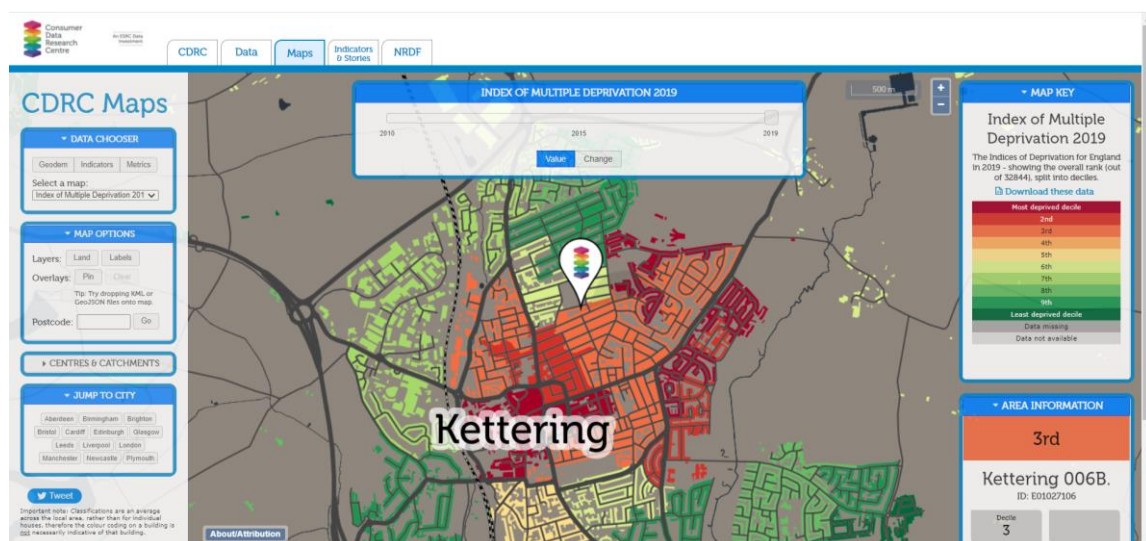 Consumer
Data
Research
Centre
An ESRC Data
Investment
CDRC
Data
Maps
Indicators
& Stories
NRDF
CDRC Maps
DATA CHOOSER
Geodem Indicators Metrics
Select a map:
Index of Multiple Deprivation 201
MAP OPTIONS
Layers: Land Labels
Overlays: Pin Clear
Tip: Try dropping KML or
GeoJSON files onto map.
Postcode: Go
CENTRES & CATCHMENTS
JUMP TO CITY
Aberdeen Birmingham Brighton
Bristol Cardiff Edinburgh Glasgow
Leeds Liverpool London
Manchester Newcastle Plymouth
Tweet
Important note: Classifications are an average
across the local area, rather than for individual
houses, therefore the colour coding on a building is
not necessarily indicative of that building.
INDEX OF MULTIPLE DEPRIVATION 2019
2010 2015 2019
Value Change
500 m
+
−
Kettering
About/Attribution
MAP KEY
Index of Multiple
Deprivation 2019
The Indices of Deprivation for England
in 2019 - showing the overall rank (out
of 32844), split into deciles.
Download these data
Most deprived decile
2nd
3rd
4th
5th
6th
7th
8th
9th
Least deprived decile
Data missing
Data not available
AREA INFORMATION
3rd
Kettering 006B.
ID: E01027106
Decile
3